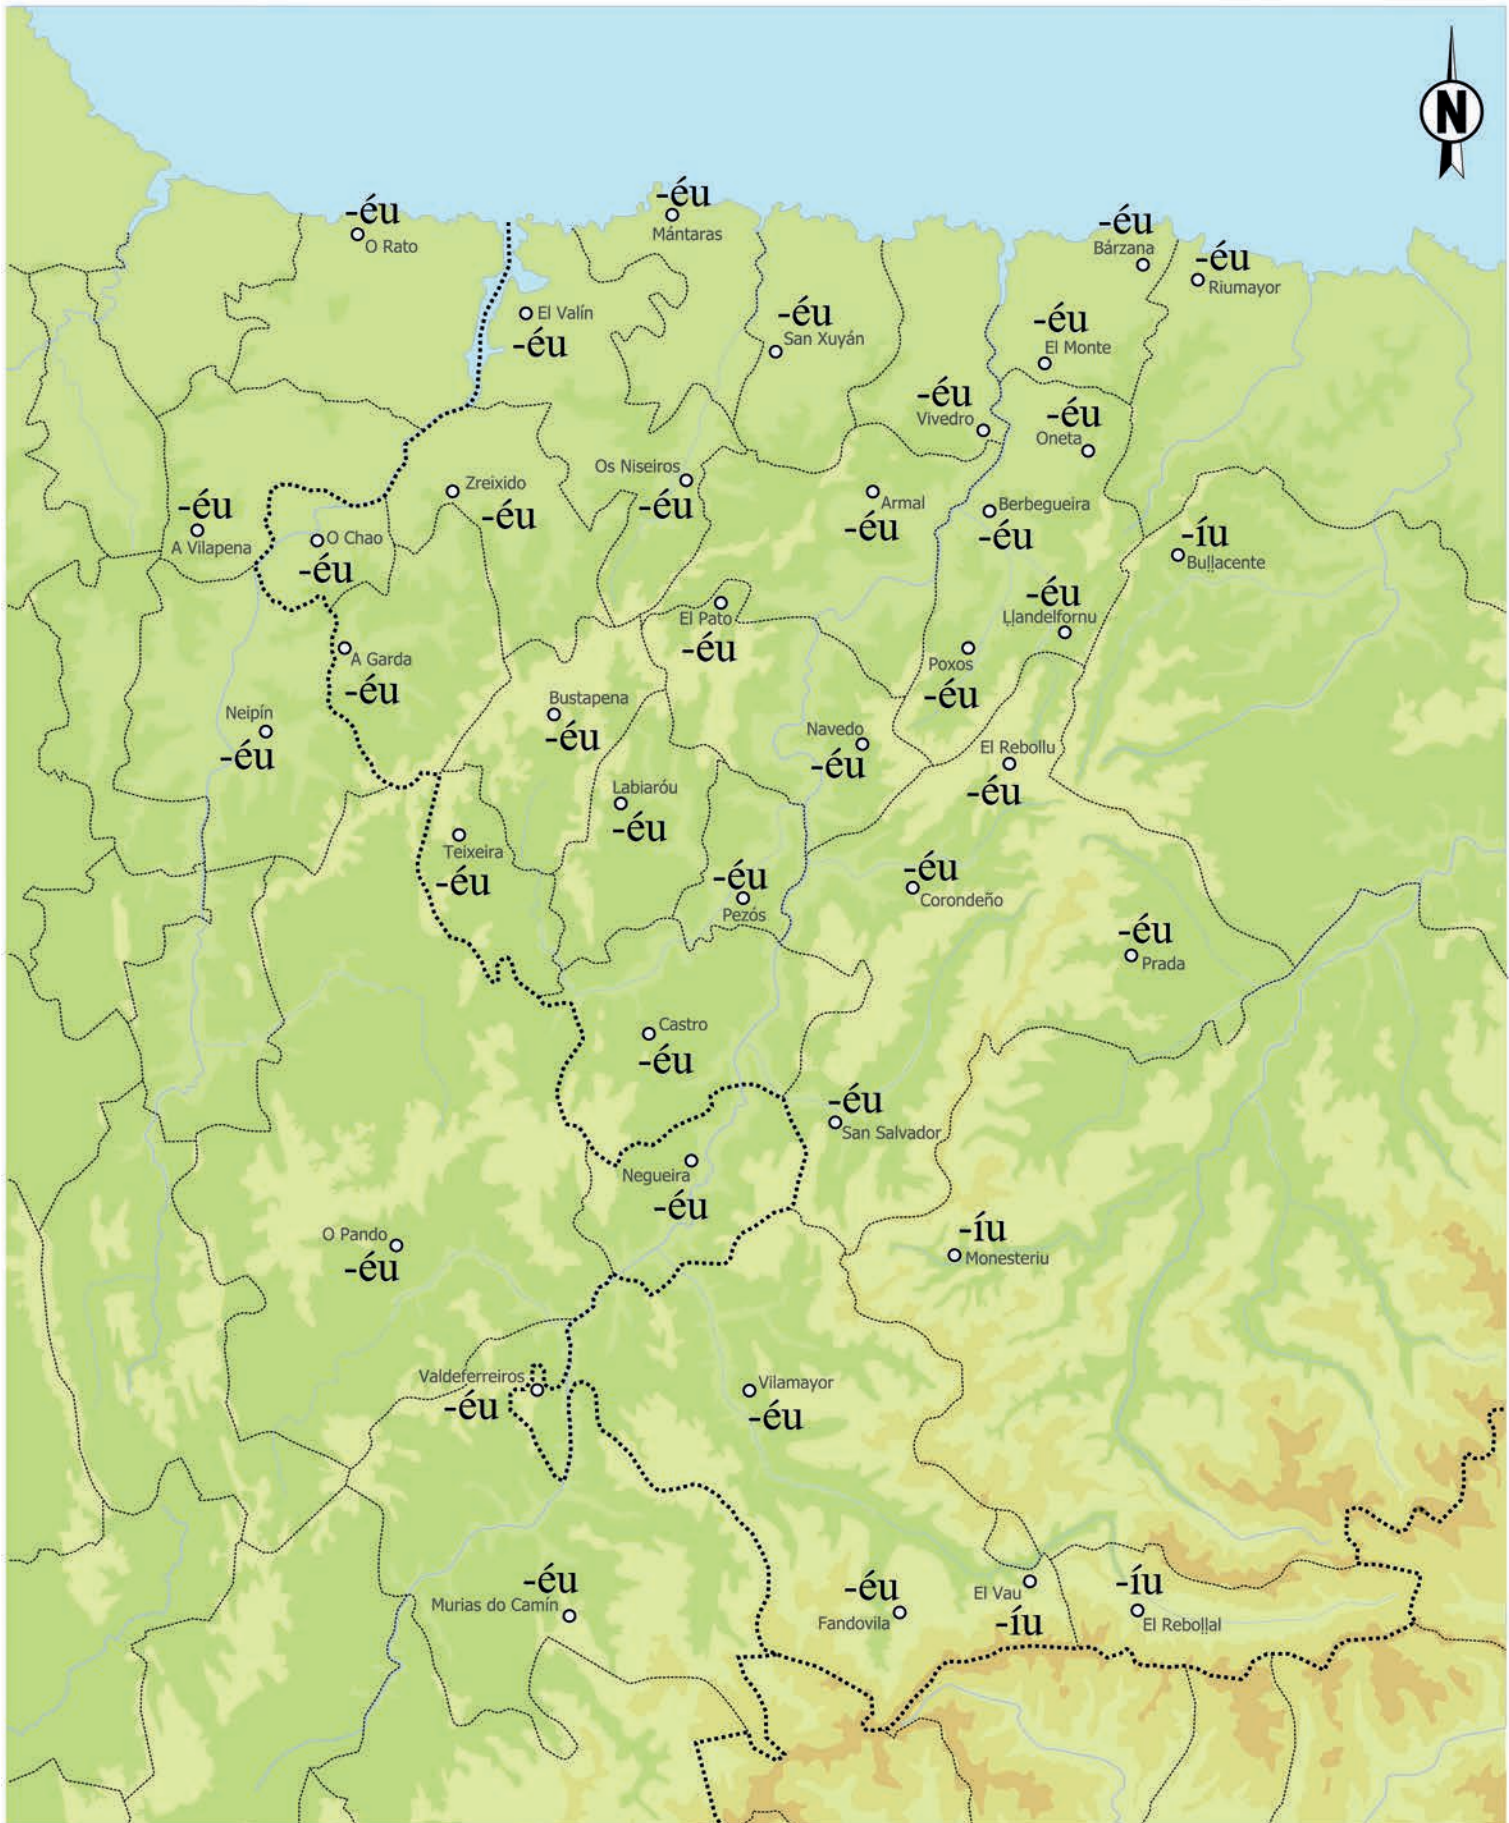 N
-éu
Mántaras
-éu
O Rato
-éu
Bárzana
-éu
Riumayor
El Valín
-éu
-éu
San Xuyán
-éu
El Monte
-éu
Vivedro
-éu
Oneta
Os Niseiros
-éu
Zreixido
-éu
-éu
A Vilapena
O Chao
-éu
Armal
-éu
Berbegueira
-éu
-íu
Buḷḷacente
-éu
Ḷḷandelfornu
El Pato
-éu
A Garda
-éu
Poxos
-éu
Bustapena
-éu
Neipín
-éu
Navedo
-éu
El Rebollu
-éu
Labiaróu
-éu
Teixeira
-éu
-éu
Pezós
-éu
Corondeño
-éu
Prada
Castro
-éu
-éu
San Salvador
Negueira
-éu
O Pando
-éu
-íu
Monesteriu
Valdeferreiros
-éu
Vilamayor
-éu
-éu
Murias do Camín
-éu
Fandovila
El Vau
-íu
-íu
El Reboḷḷal